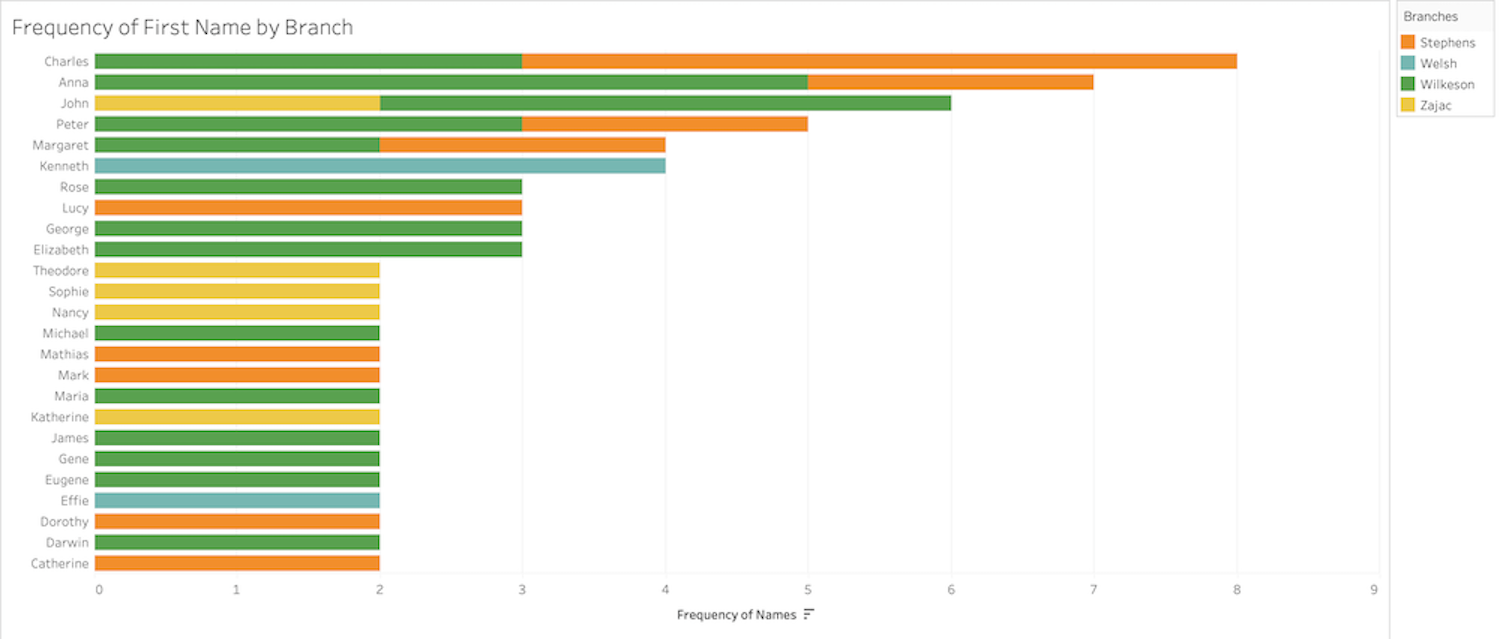 Frequency of First Name by Branch
Charles
Anna
John
Peter
Margaret
Kenneth
Rose
Lucy
George
Elizabeth
Theodore
Sophie
Nancy
Michael
Mathias
Mark
Maria
Katherine
James
Gene
Eugene
Effie
Dorothy
Darwin
Catherine
0 1 2 3 4 5 6 7 8 9
Frequency of Names
Branches
Stephens
Welsh
Wilkeson
Zajac